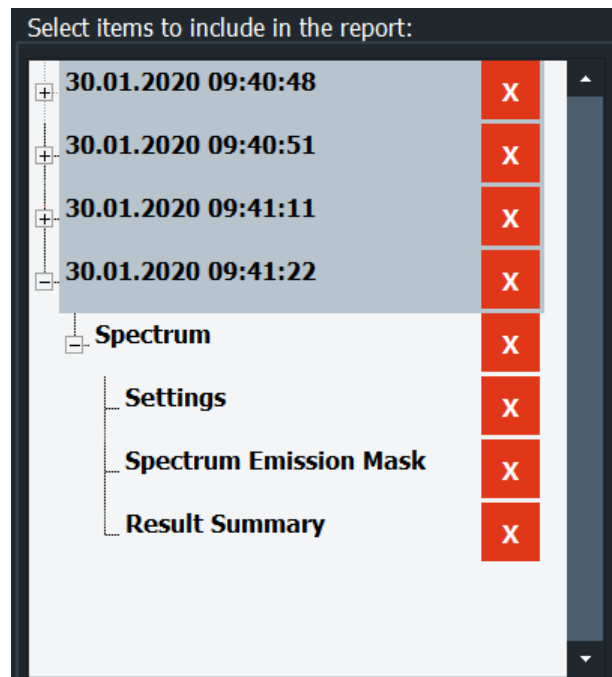 Select items to include in the report:
30.01.2020 09:40:48 X
30.01.2020 09:40:51 X
30.01.2020 09:41:11 X
30.01.2020 09:41:22 X
Spectrum X
Settings X
Spectrum Emission Mask X
Result Summary X